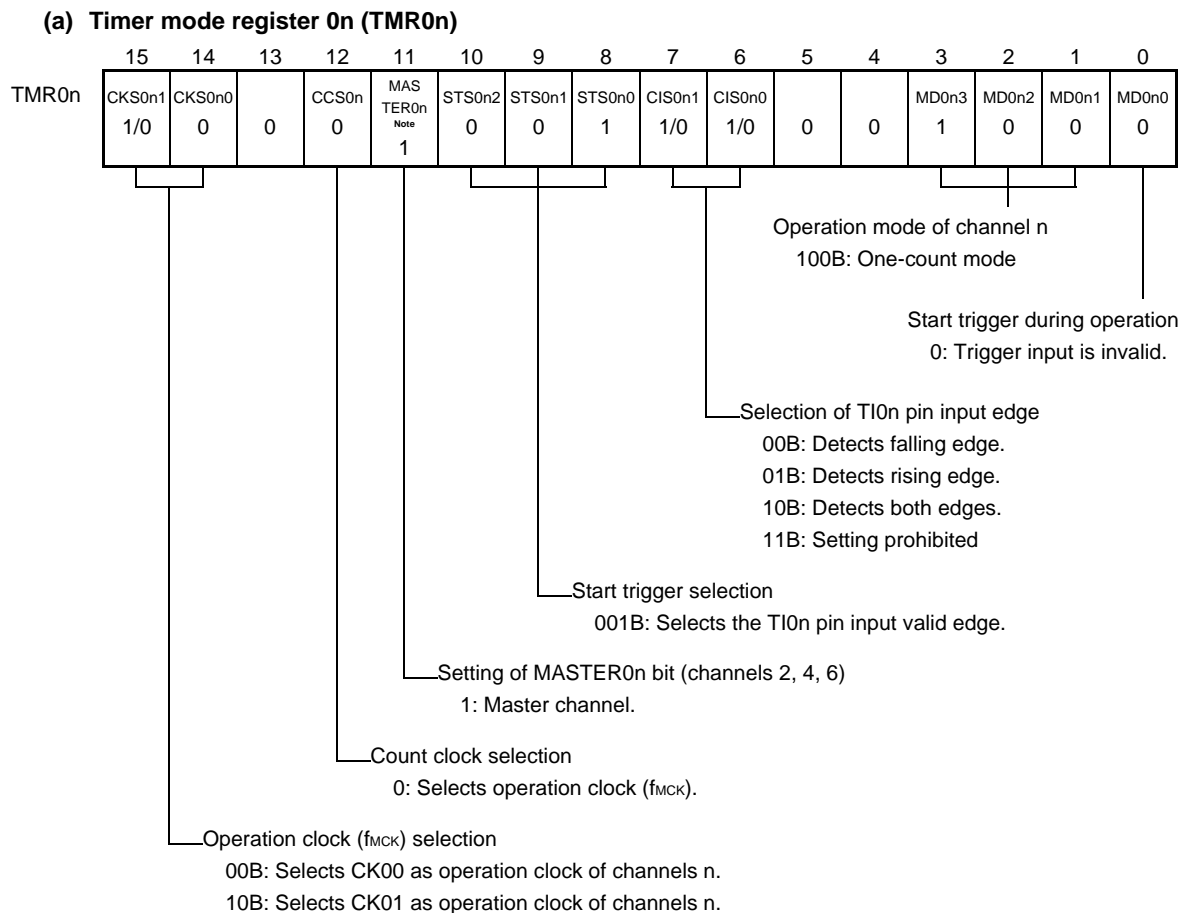 (a) Timer mode register 0n (TMR0n)
15 14 13 12 11 10 9 8 7 6 5 4 3 2 1 0
TMR0n CKS0n1 CKS0n0 CCS0n MAS TER0n Note STS0n2 STS0n1 STS0n0 CIS0n1 CIS0n0 MD0n3 MD0n2 MD0n1 MD0n0
1/0 0 0 0 1 0 0 1 1/0 1/0 0 0 1 0 0 0
Operation mode of channel n
100B: One-count mode
Start trigger during operation
0: Trigger input is invalid.
Selection of TI0n pin input edge
00B: Detects falling edge.
01B: Detects rising edge.
10B: Detects both edges.
11B: Setting prohibited
Start trigger selection
001B: Selects the TI0n pin input valid edge.
Setting of MASTER0n bit (channels 2, 4, 6)
1: Master channel.
Count clock selection
0: Selects operation clock (fMCK).
Operation clock (fMCK) selection
00B: Selects CK00 as operation clock of channels n.
10B: Selects CK01 as operation clock of channels n.